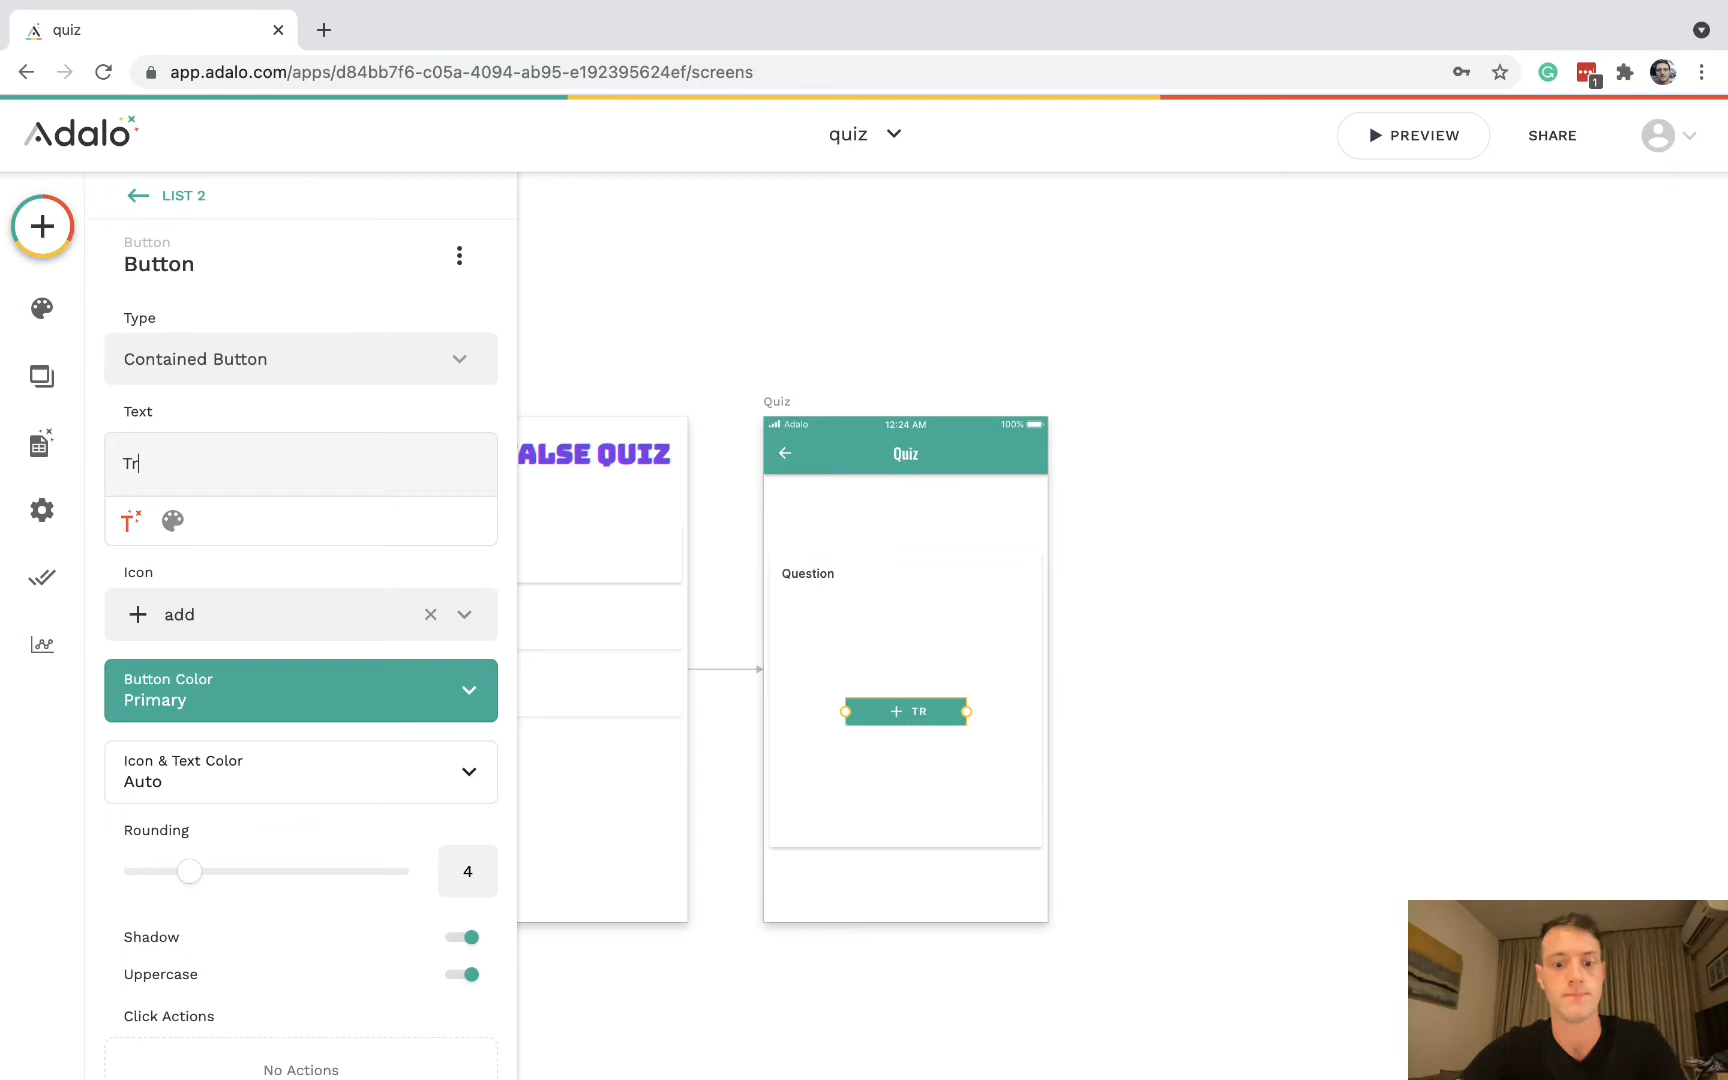 quiz
app.adalo.com/apps/d84bb7f6-c05a-4094-ab95-e192395624ef/screens
1
Adalo
quiz
PREVIEW
SHARE
LIST 2
Button
Button
Type
Contained Button
Text
Tr
Icon
add
Button Color
Primary
Icon & Text Color
Auto
Rounding
4
Shadow
Uppercase
Click Actions
No Actions
ALSE QUIZ
Quiz
Adalo 12:24 AM 100%
Quiz
Question
TR